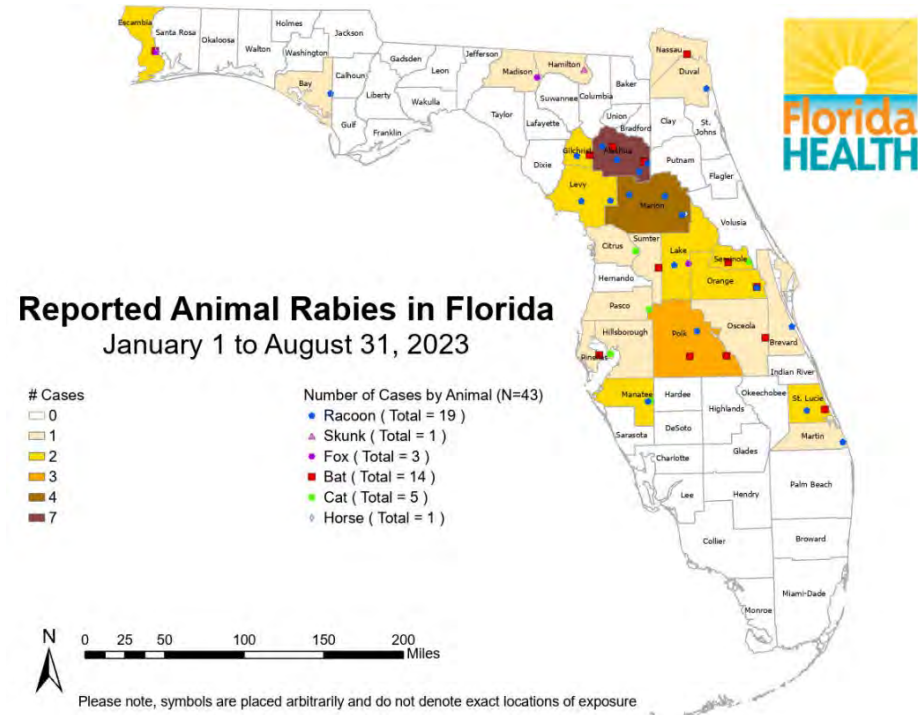 Holmes
Escambia
Santa Rosa
Jackson
Okaloosa
Walton
Washington
Jefferson
Nassau
Gadsden
Hamilton
Madison
Leon
Duval
Bay
Calhoun
Baker
Liberty
Wakulla
Suwannee
Columbia
Taylor
Union
Clay
St.
Johns
Gulf
Franklin
Lafayette
Bradford
Gilchrist
Alachua
Dixie
Putnam
Flagler
Levy
Marion
Volusia
Citrus
Sumter
Lake
Seminole
Hernando
Orange
Pasco
Osceola
Hillsborough
Polk
Brevard
Pinellas
Indian River
Manatee
Hardee
Okeechobee
St. Lucie
Highlands
Sarasota
DeSoto
Martin
Charlotte
Glades
Lee
Hendry
Palm Beach
Collier
Broward
Monroe
Miami-Dade
Florida
HEALTH
Reported Animal Rabies in Florida
January 1 to August 31, 2023
# Cases
0
1
2
3
4
7
Number of Cases by Animal (N=43)
Racoon ( Total = 19 )
Skunk ( Total = 1 )
Fox ( Total = 3 )
Bat ( Total = 14 )
Cat ( Total = 5 )
Horse ( Total = 1 )
N
0 25 50 100 150 200
Miles
Please note, symbols are placed arbitrarily and do not denote exact locations of exposure